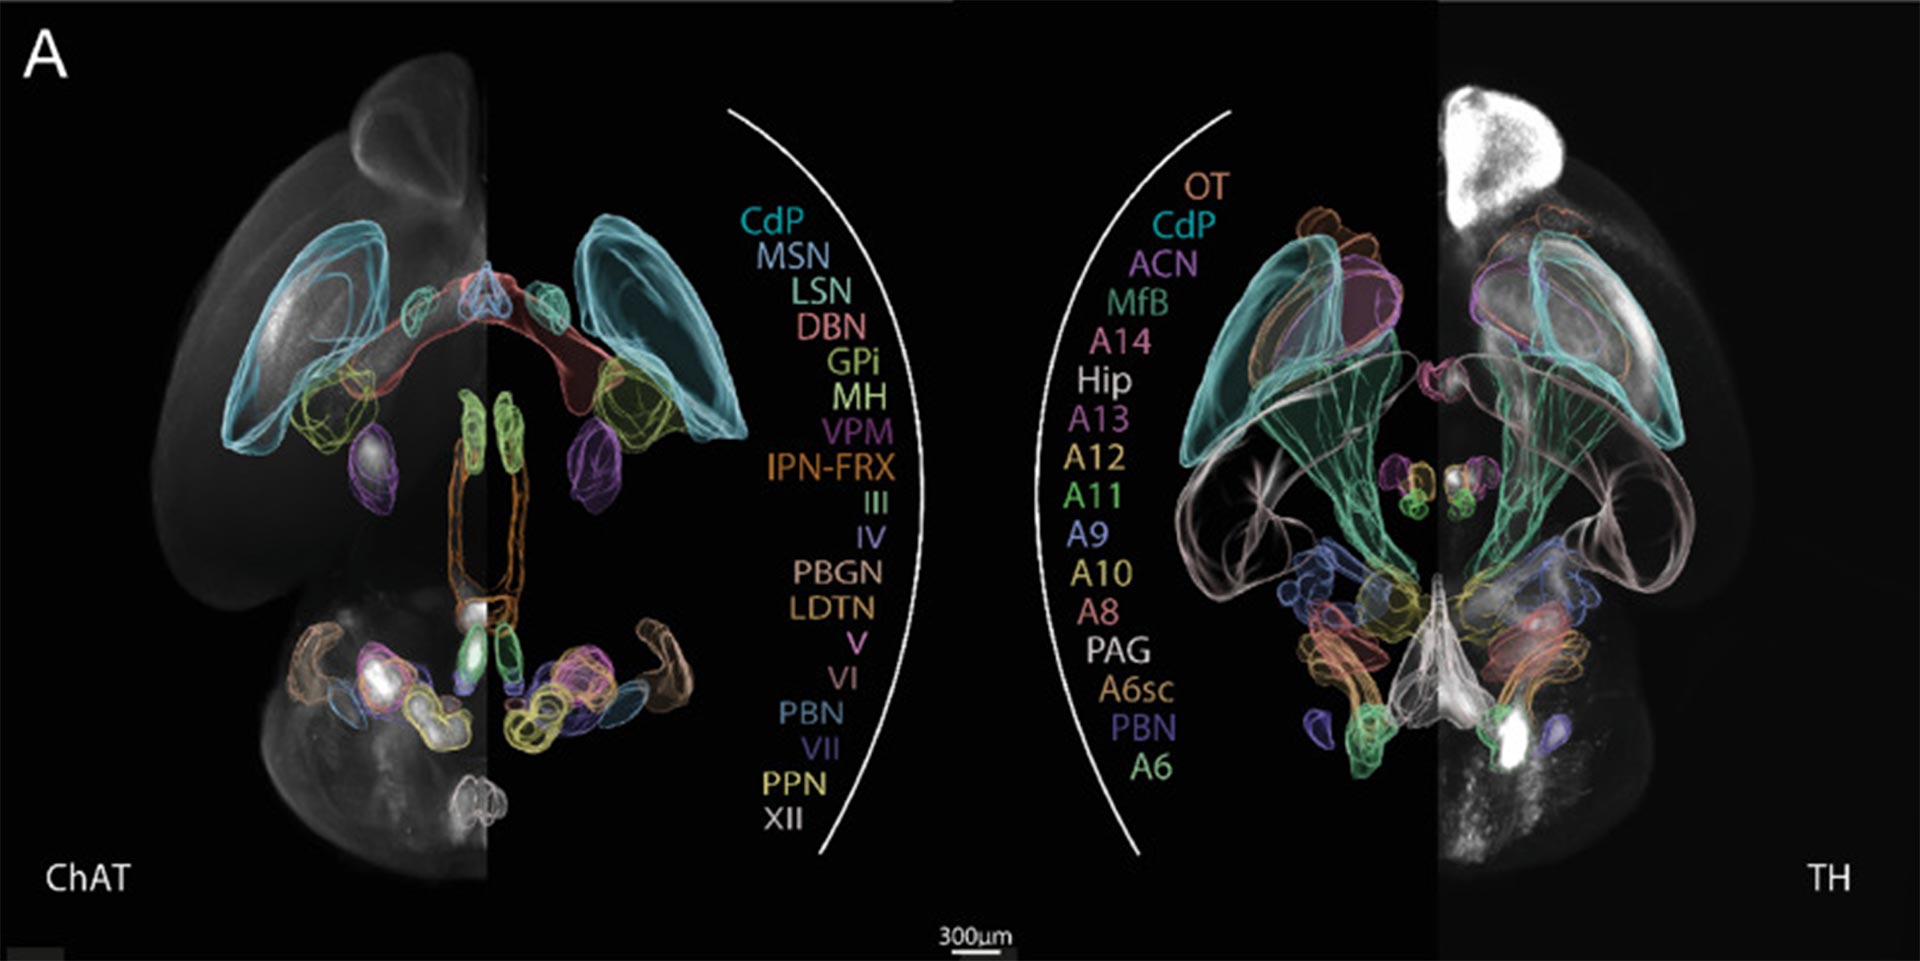 A
CdP
MSN
LSN
DBN
GPi
MH
VPM
IPN-FRX
III
IV
PBGN
LDTN
V
VI
PBN
VII
PPN
XII
OT
CdP
ACN
MfB
A14
Hip
A13
A12
A11
A9
A10
A8
PAG
A6sc
PBN
A6
ChAT
TH
300µm